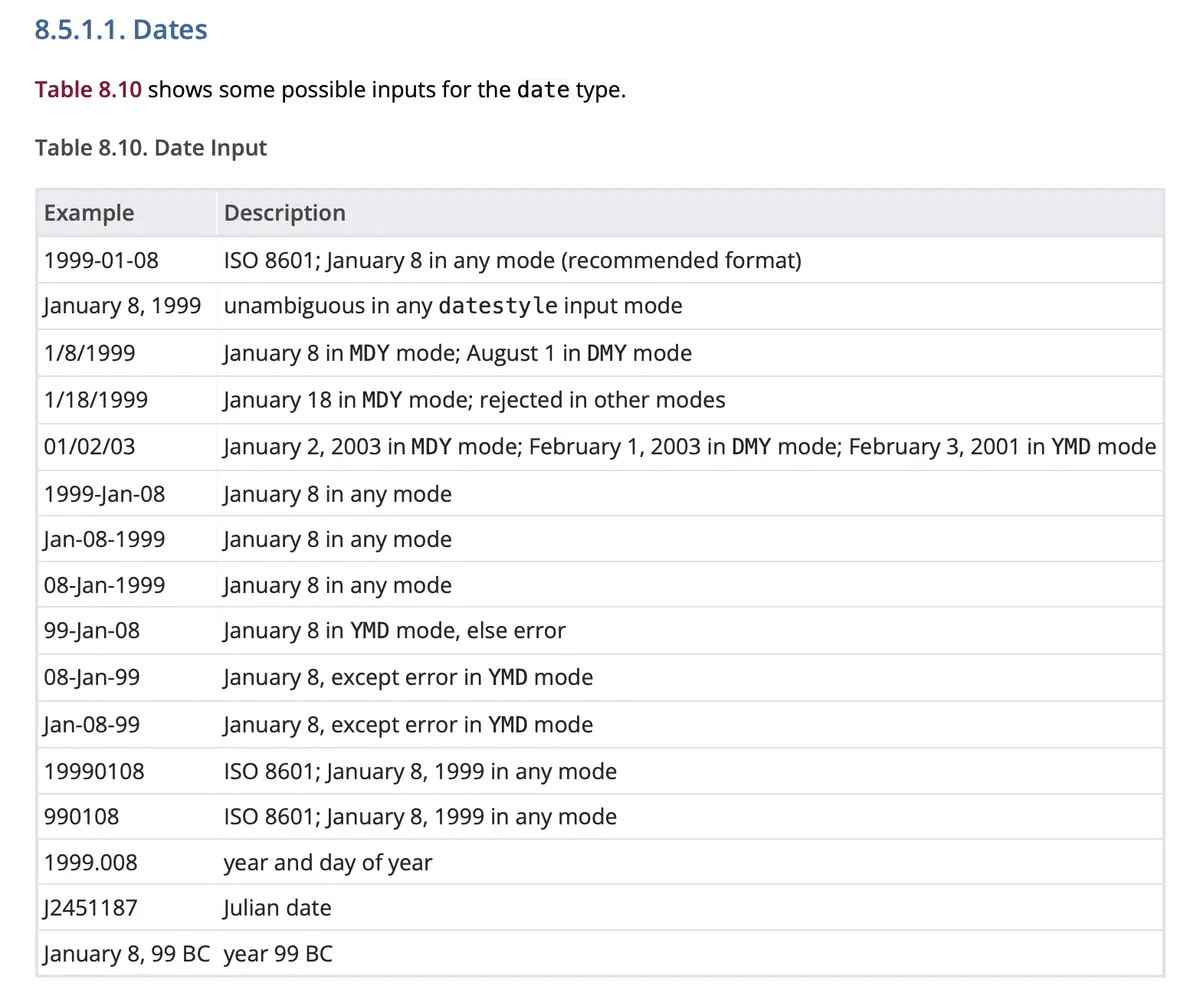 8.5.1.1. Dates
Table 8.10 shows some possible inputs for the date type.
Table 8.10. Date Input
Example Description
1999-01-08 ISO 8601; January 8 in any mode (recommended format)
January 8, 1999 unambiguous in any datestyle input mode
1/8/1999 January 8 in MDY mode; August 1 in DMY mode
1/18/1999 January 18 in MDY mode; rejected in other modes
01/02/03 January 2, 2003 in MDY mode; February 1, 2003 in DMY mode; February 3, 2001 in YMD mode
1999-Jan-08 January 8 in any mode
Jan-08-1999 January 8 in any mode
08-Jan-1999 January 8 in any mode
99-Jan-08 January 8 in YMD mode, else error
08-Jan-99 January 8, except error in YMD mode
Jan-08-99 January 8, except error in YMD mode
19990108 ISO 8601; January 8, 1999 in any mode
990108 ISO 8601; January 8, 1999 in any mode
1999.008 year and day of year
J2451187 Julian date
January 8, 99 BC year 99 BC